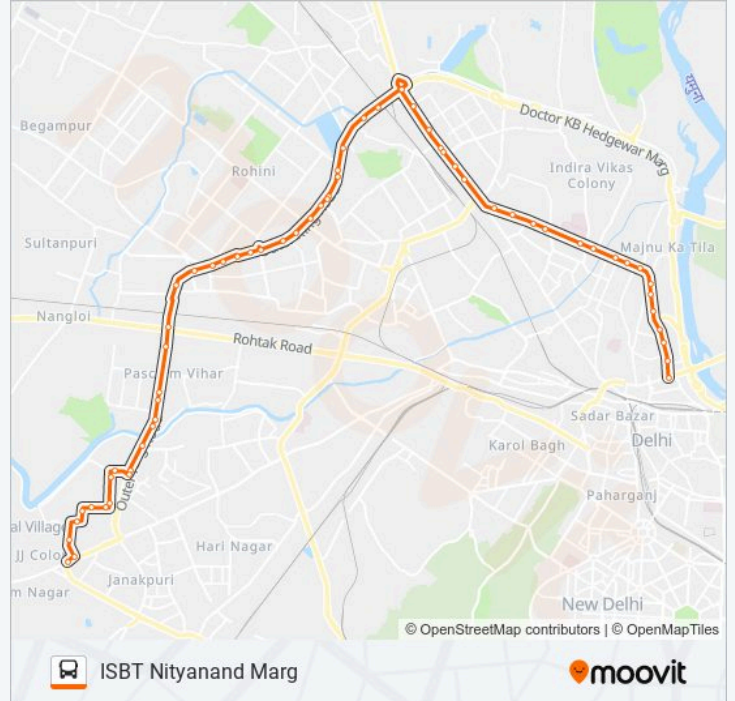 Doctor KB Hedgewar Marg
Begampur
Rohini
Indira Vikas
Colony
Sultanpuri
Majnu Ka Tila
Nangloi
Rohtak Road
Sadar Bazar
Delhi
Karol Bagh
Paharganj
al Village
JJ Colo
Hari Nagar
m Nagar
Janakpuri
New Delhi
© OpenStreetMap contributors | © OpenMapTiles
ISBT Nityanand Marg
moovit